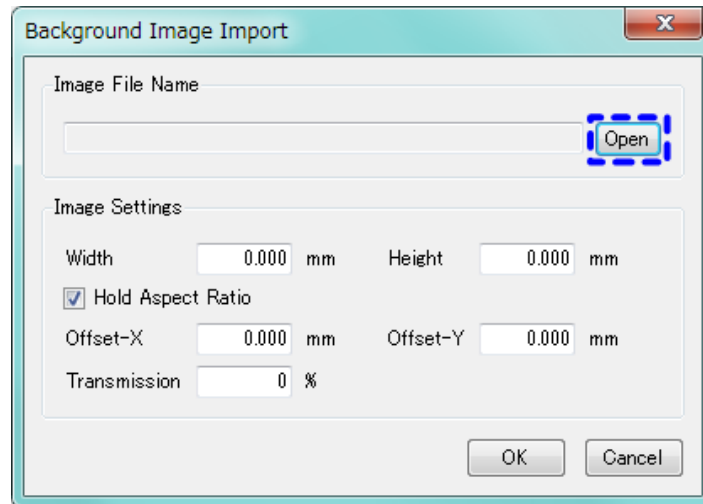 Background Image Import
Image File Name
Open
Image Settings
Width 0.000 mm Height 0.000 mm
Hold Aspect Ratio
Offset-X 0.000 mm Offset-Y 0.000 mm
Transmission 0 %
OK Cancel